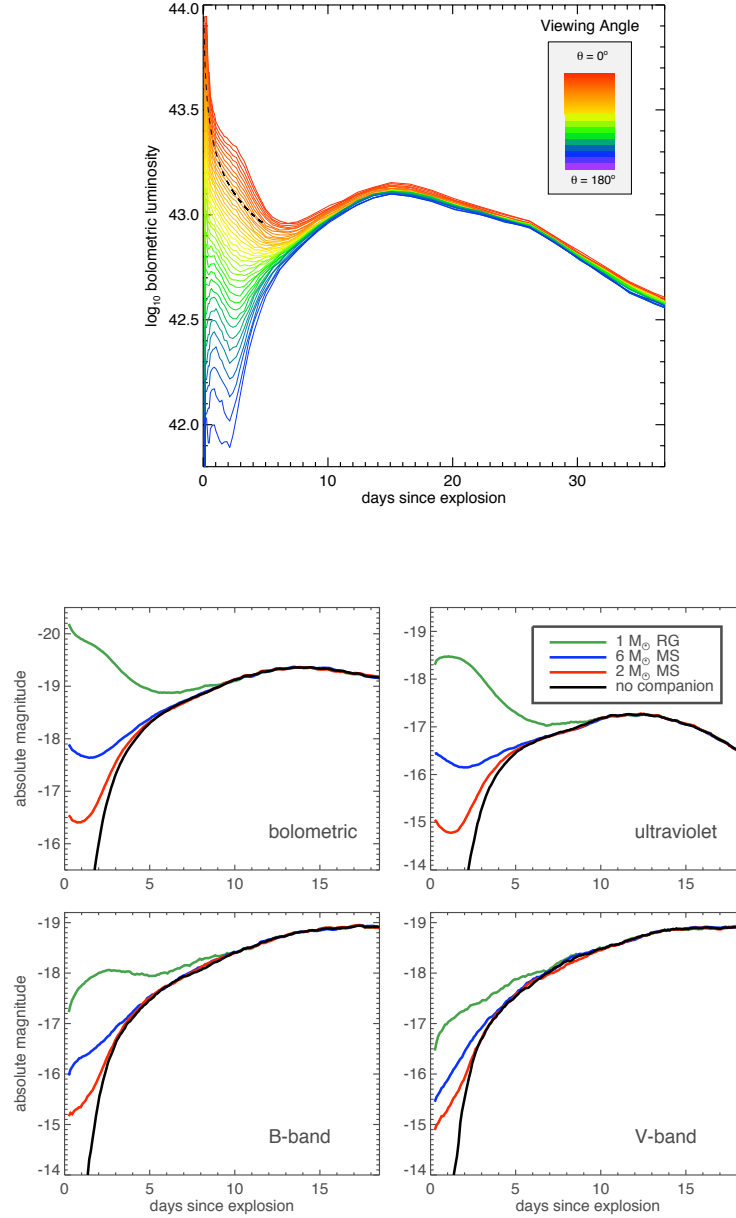 Viewing Angle
θ = 0°
θ = 180°
44.0
43.5
43.0
42.5
42.0
log₁₀ bolometric luminosity
0 10 20 30
days since explosion
-20
-19
-18
-17
-16
absolute magnitude
bolometric
0 5 10 15
-19
-18
-17
-16
-15
-14
1 M☉ RG
6 M☉ MS
2 M☉ MS
no companion
ultraviolet
0 5 10 15
-19
-18
-17
-16
-15
-14
absolute magnitude
B-band
0 5 10 15
days since explosion
-19
-18
-17
-16
-15
-14
V-band
0 5 10 15
days since explosion